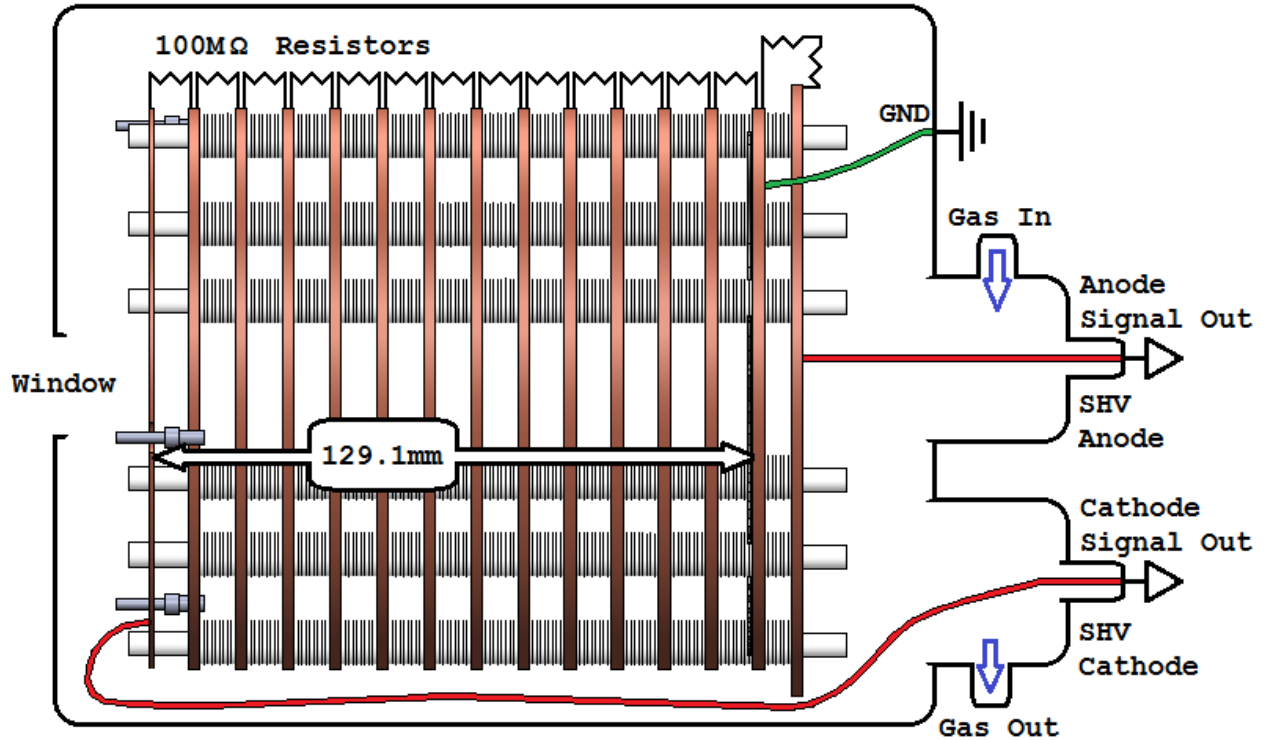 100MΩ Resistors
GND
Gas In
Anode
Signal Out
Window
SHV
Anode
129.1mm
Cathode
Signal Out
SHV
Cathode
Gas Out